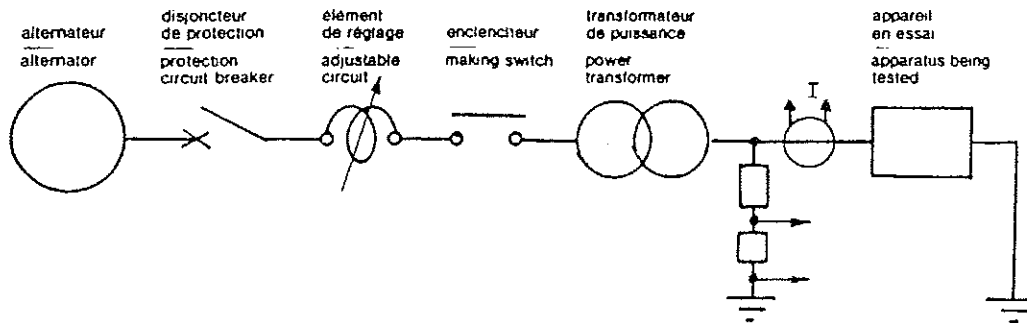 alternateur
alternator
disjoncteur
de protection
protection
circuit breaker
élément
de réglage
adjustable
circuit
enclencheur
making switch
transformateur
de puissance
power
transformer
I
appareil
en essai
apparatus being
tested